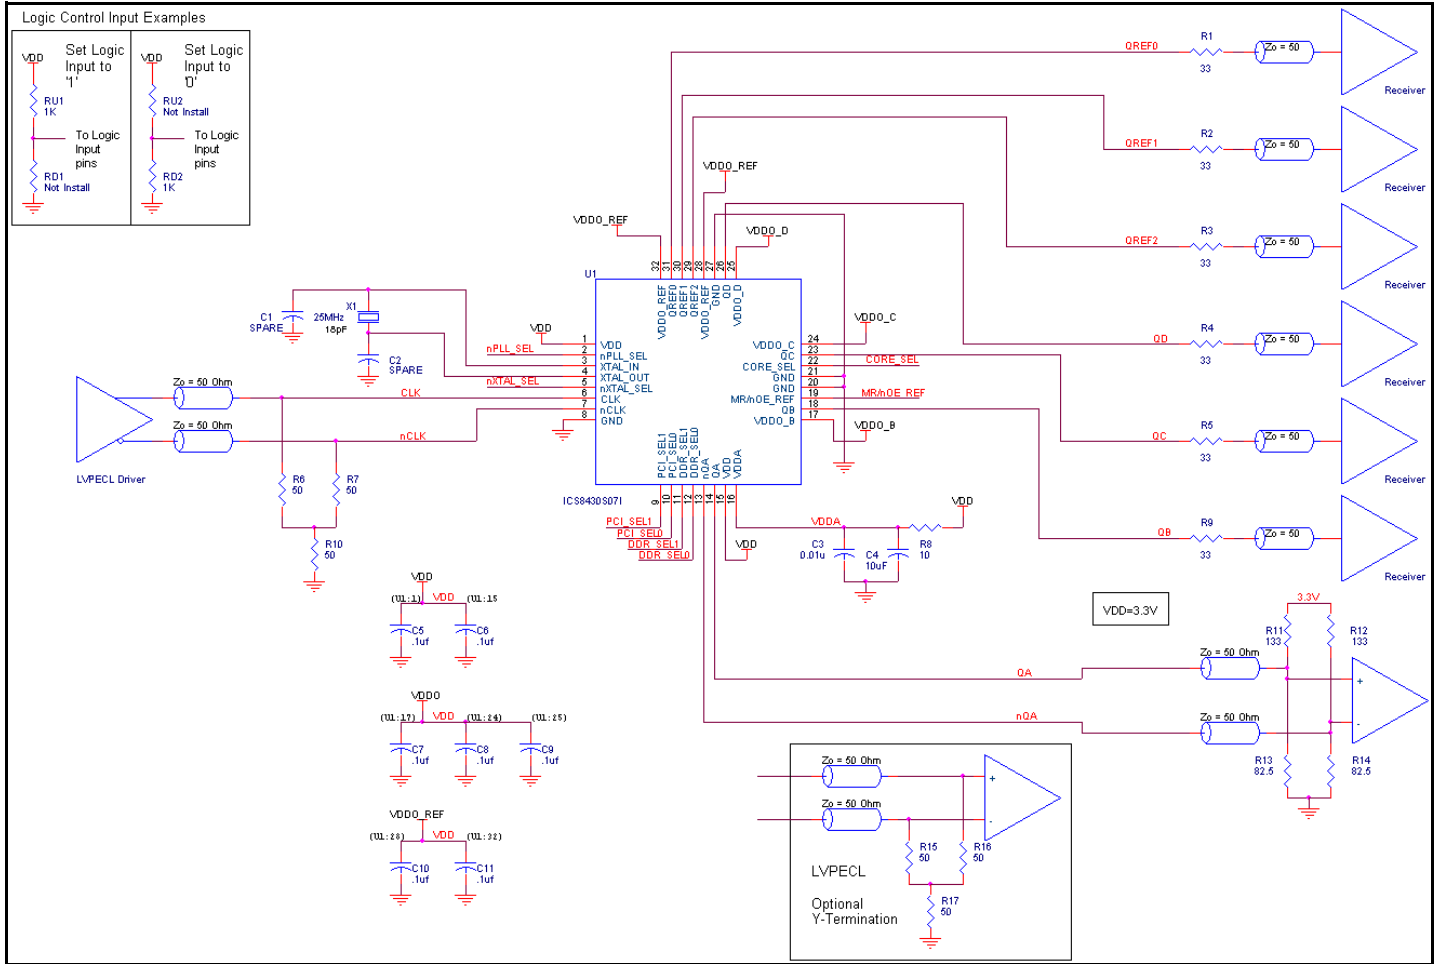 Logic Control Input Examples
VDD
Set Logic
Input to
'1'
RU1
1K
To Logic
Input
pins
RD1
Not Install
VDD
Set Logic
Input to
'0'
RU2
Not Install
To Logic
Input
pins
RD2
1K
QREF0
R1
33
Zo = 50
Receiver
QREF1
R2
33
Zo = 50
Receiver
QREF2
R3
33
Zo = 50
QD
R4
33
Zo = 50
QC
R5
33
Zo = 50
QB
R9
33
Zo = 50
Receiver
VDDO_REF
VDDO_REF
VDDO_D
U1
32
31
30
29
28
27
26
25
VDDO_REF
QREF0
QREF1
QREF2
VDDO_REF
GND
QD
VDDO_D
C1
SPARE
X1
25MHz
18pF
C2
SPARE
VDD
nPLL_SEL
nXTAL_SEL
1
2
3
4
5
6
7
8
VDD
nPLL_SEL
XTAL_IN
XTAL_OUT
nXTAL_SEL
CLK
nCLK
GND
VDDO_C
QC
CORE_SEL
GND
GND
MR/nOE_REF
QB
VDDO_B
24
23
22
21
20
19
18
17
VDDO_C
CORE_SEL
MR/nOE_REF
VDDO_B
PCI_SEL1
PCI_SEL0
DDR_SEL1
DDR_SEL0
nQA
QA
VDD
VDDA
9
10
11
12
13
14
15
16
ICS8430S07I
PCI_SEL1
PCI_SEL0
DDR_SEL1
DDR_SEL0
Zo = 50 Ohm
Zo = 50 Ohm
CLK
nCLK
LVPECL Driver
R6
50
R7
50
R10
50
VDDA
VDD
VDD
C3
0.01u
C4
10uF
R8
10
VDD
(U1:1)
VDD
(U1:15
C5
.1uf
C6
.1uf
VDDO
(U1:17)
VDD
(U1:24)
(U1:25)
C7
.1uf
C8
.1uf
C9
.1uf
VDDO_REF
(U1:28)
VDD
(U1:32)
C10
.1uf
C11
.1uf
VDD=3.3V
3.3V
R11
133
R12
133
QA
Zo = 50 Ohm
+
nQA
Zo = 50 Ohm
-
R13
82.5
R14
82.5
Zo = 50 Ohm
+
Zo = 50 Ohm
-
R15
50
R16
50
R17
50
LVPECL
Optional
Y-Termination